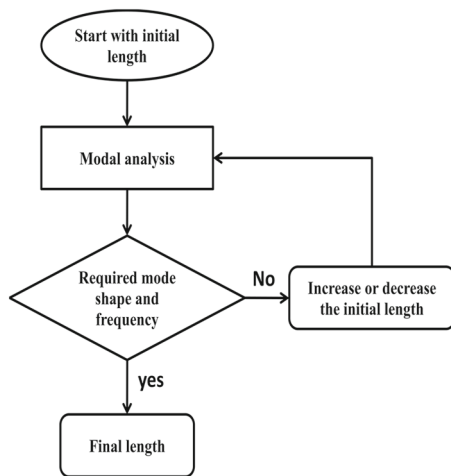 Start with initial
length
Modal analysis
Required mode
shape and
frequency
No
Increase or decrease
the initial length
yes
Final length